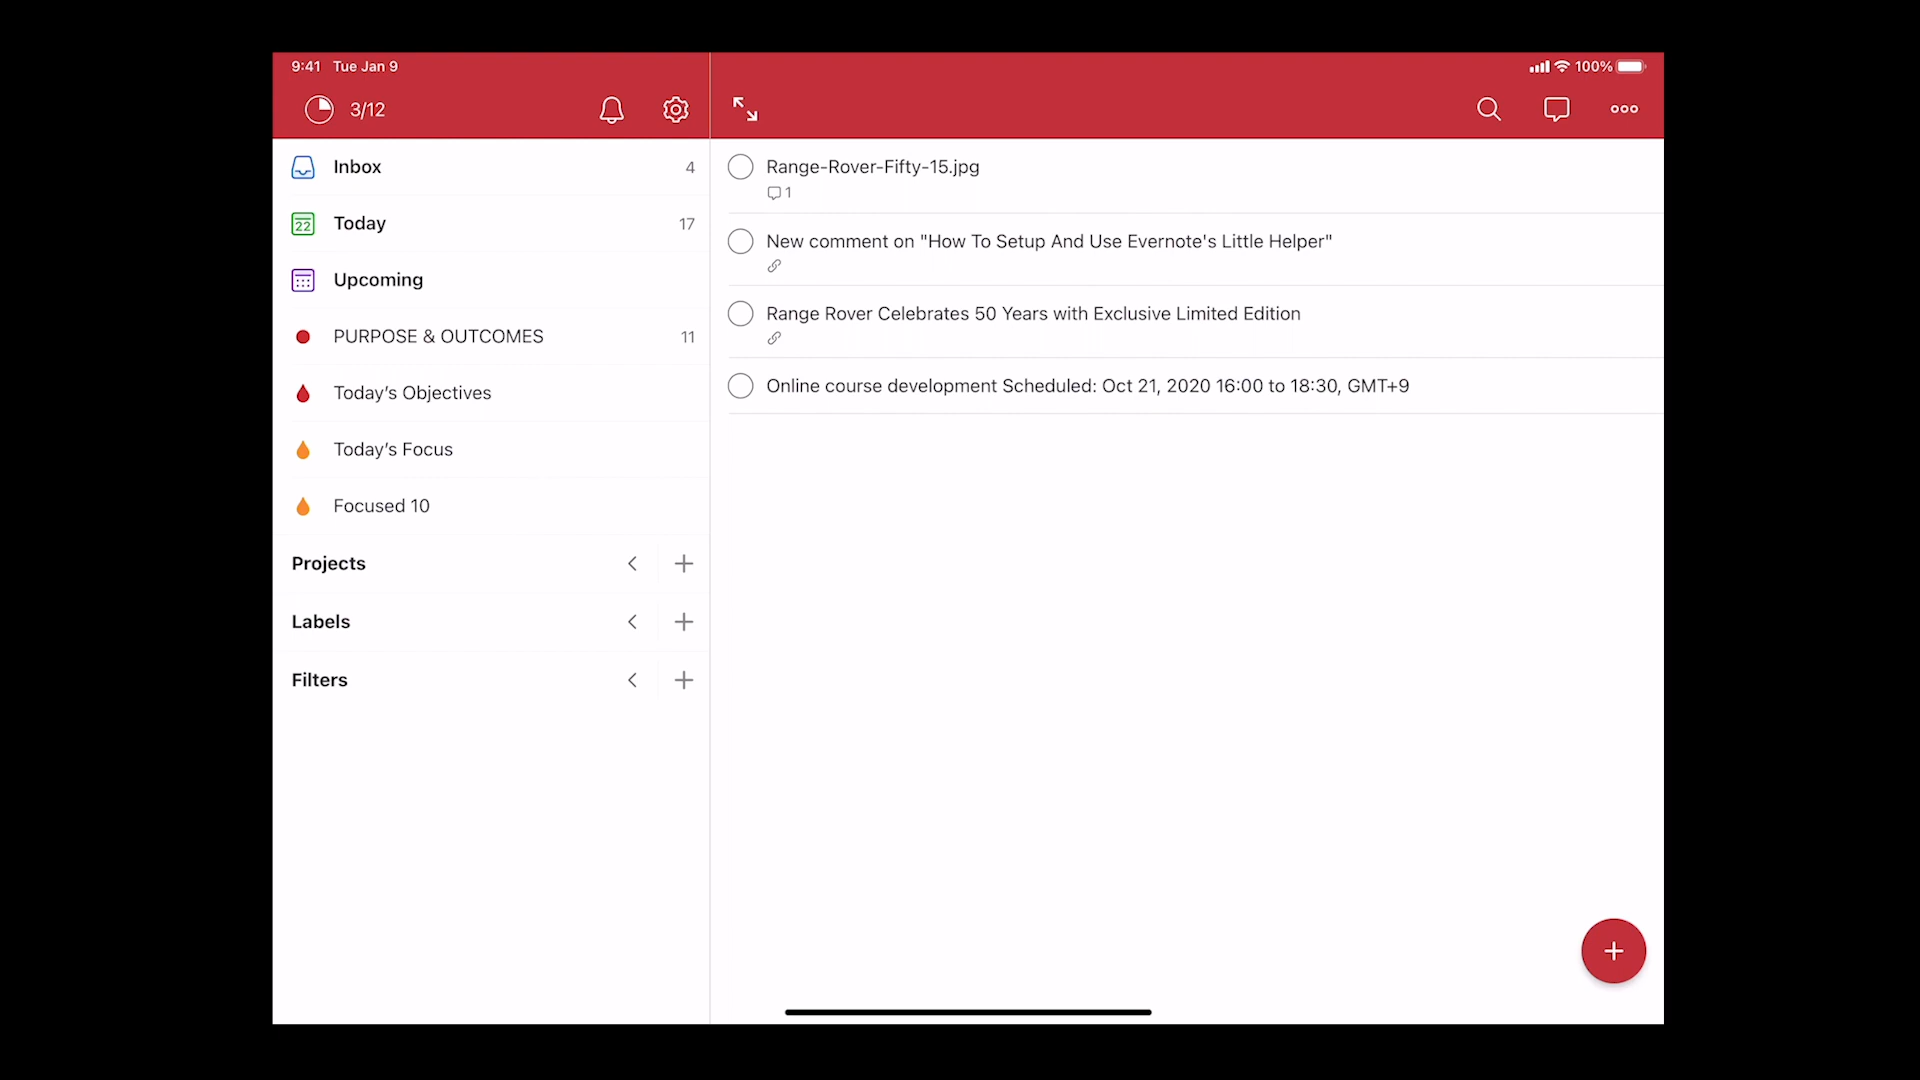 9:41 Tue Jan 9
100%
3/12
Inbox 4
22 Today 17
Upcoming
PURPOSE & OUTCOMES 11
Today’s Objectives
Today’s Focus
Focused 10
Projects
Labels
Filters
Range-Rover-Fifty-15.jpg
1
New comment on "How To Setup And Use Evernote's Little Helper"
Range Rover Celebrates 50 Years with Exclusive Limited Edition
Online course development Scheduled: Oct 21, 2020 16:00 to 18:30, GMT+9